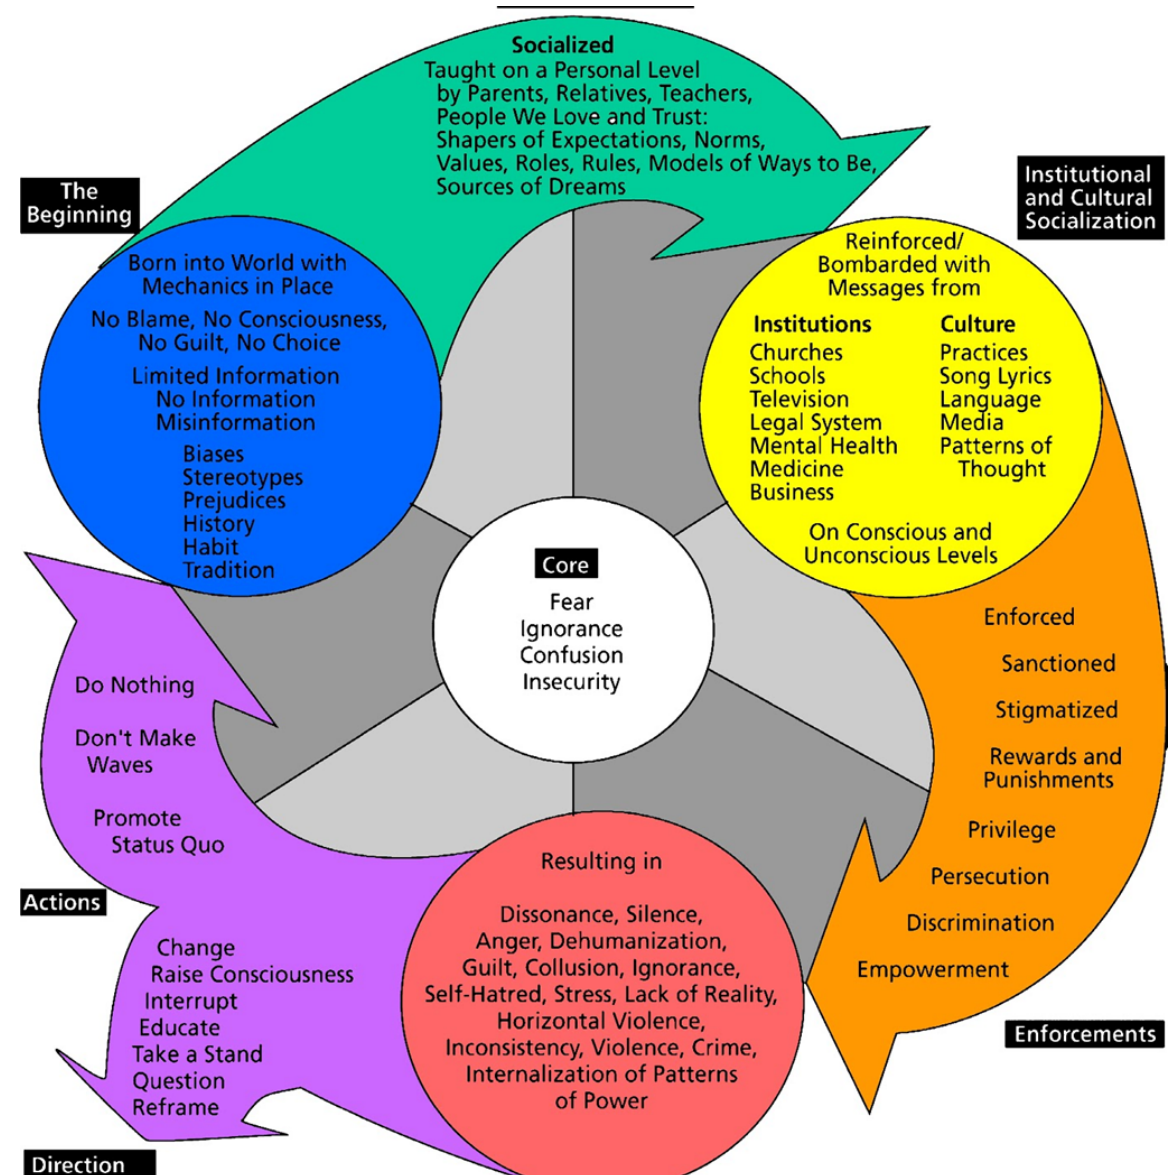 Socialized
Taught on a Personal Level
by Parents, Relatives, Teachers,
People We Love and Trust:
Shapers of Expectations, Norms,
Values, Roles, Rules, Models of Ways to Be,
Sources of Dreams
The
Beginning
Born into World with
Mechanics in Place
No Blame, No Consciousness,
No Guilt, No Choice
Limited Information
No Information
Misinformation
Biases
Stereotypes
Prejudices
History
Habit
Tradition
Institutional
and Cultural
Socialization
Reinforced/
Bombarded with
Messages from
Institutions
Churches
Schools
Television
Legal System
Mental Health
Medicine
Business
Culture
Practices
Song Lyrics
Language
Media
Patterns of
Thought
On Conscious and
Unconscious Levels
Core
Fear
Ignorance
Confusion
Insecurity
Enforced
Sanctioned
Stigmatized
Rewards and
Punishments
Privilege
Persecution
Discrimination
Empowerment
Enforcements
Resulting in
Dissonance, Silence,
Anger, Dehumanization,
Guilt, Collusion, Ignorance,
Self-Hatred, Stress, Lack of Reality,
Horizontal Violence,
Inconsistency, Violence, Crime,
Internalization of Patterns
of Power
Do Nothing
Don't Make
Waves
Promote
Status Quo
Actions
Change
Raise Consciousness
Interrupt
Educate
Take a Stand
Question
Reframe
Direction